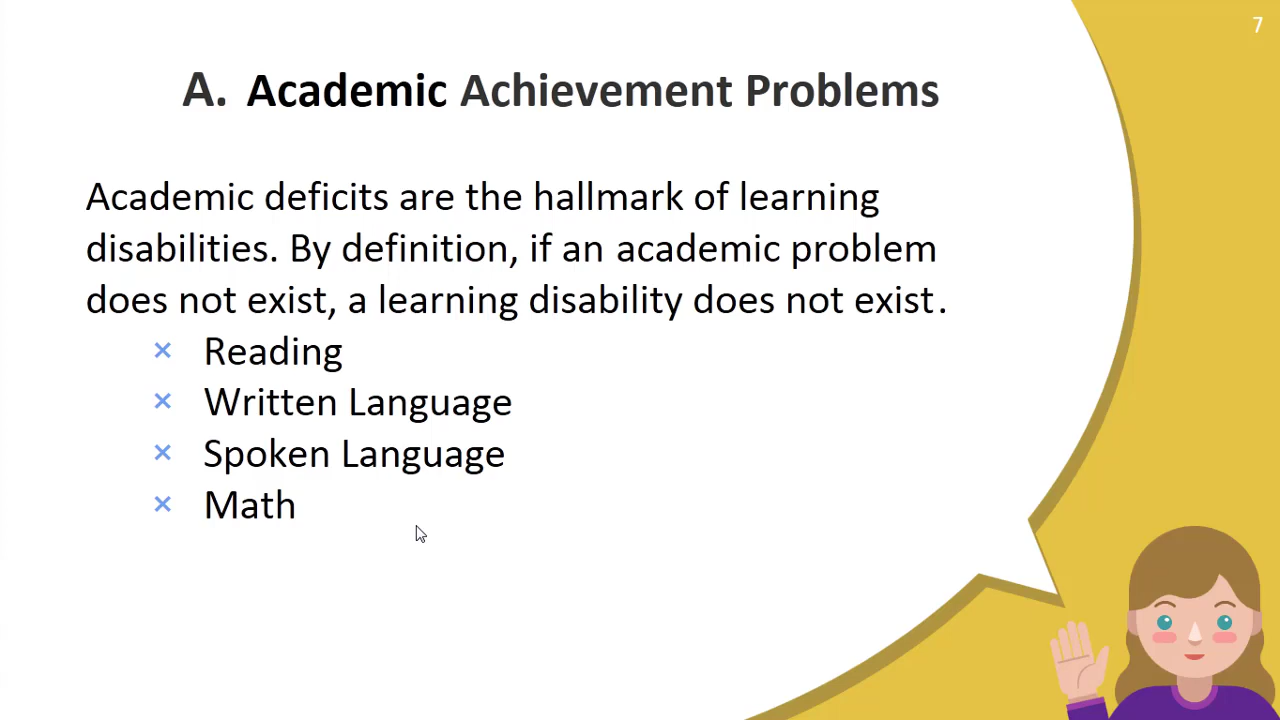 7
A. Academic Achievement Problems
Academic deficits are the hallmark of learning
disabilities. By definition, if an academic problem
does not exist, a learning disability does not exist.
× Reading
× Written Language
× Spoken Language
× Math